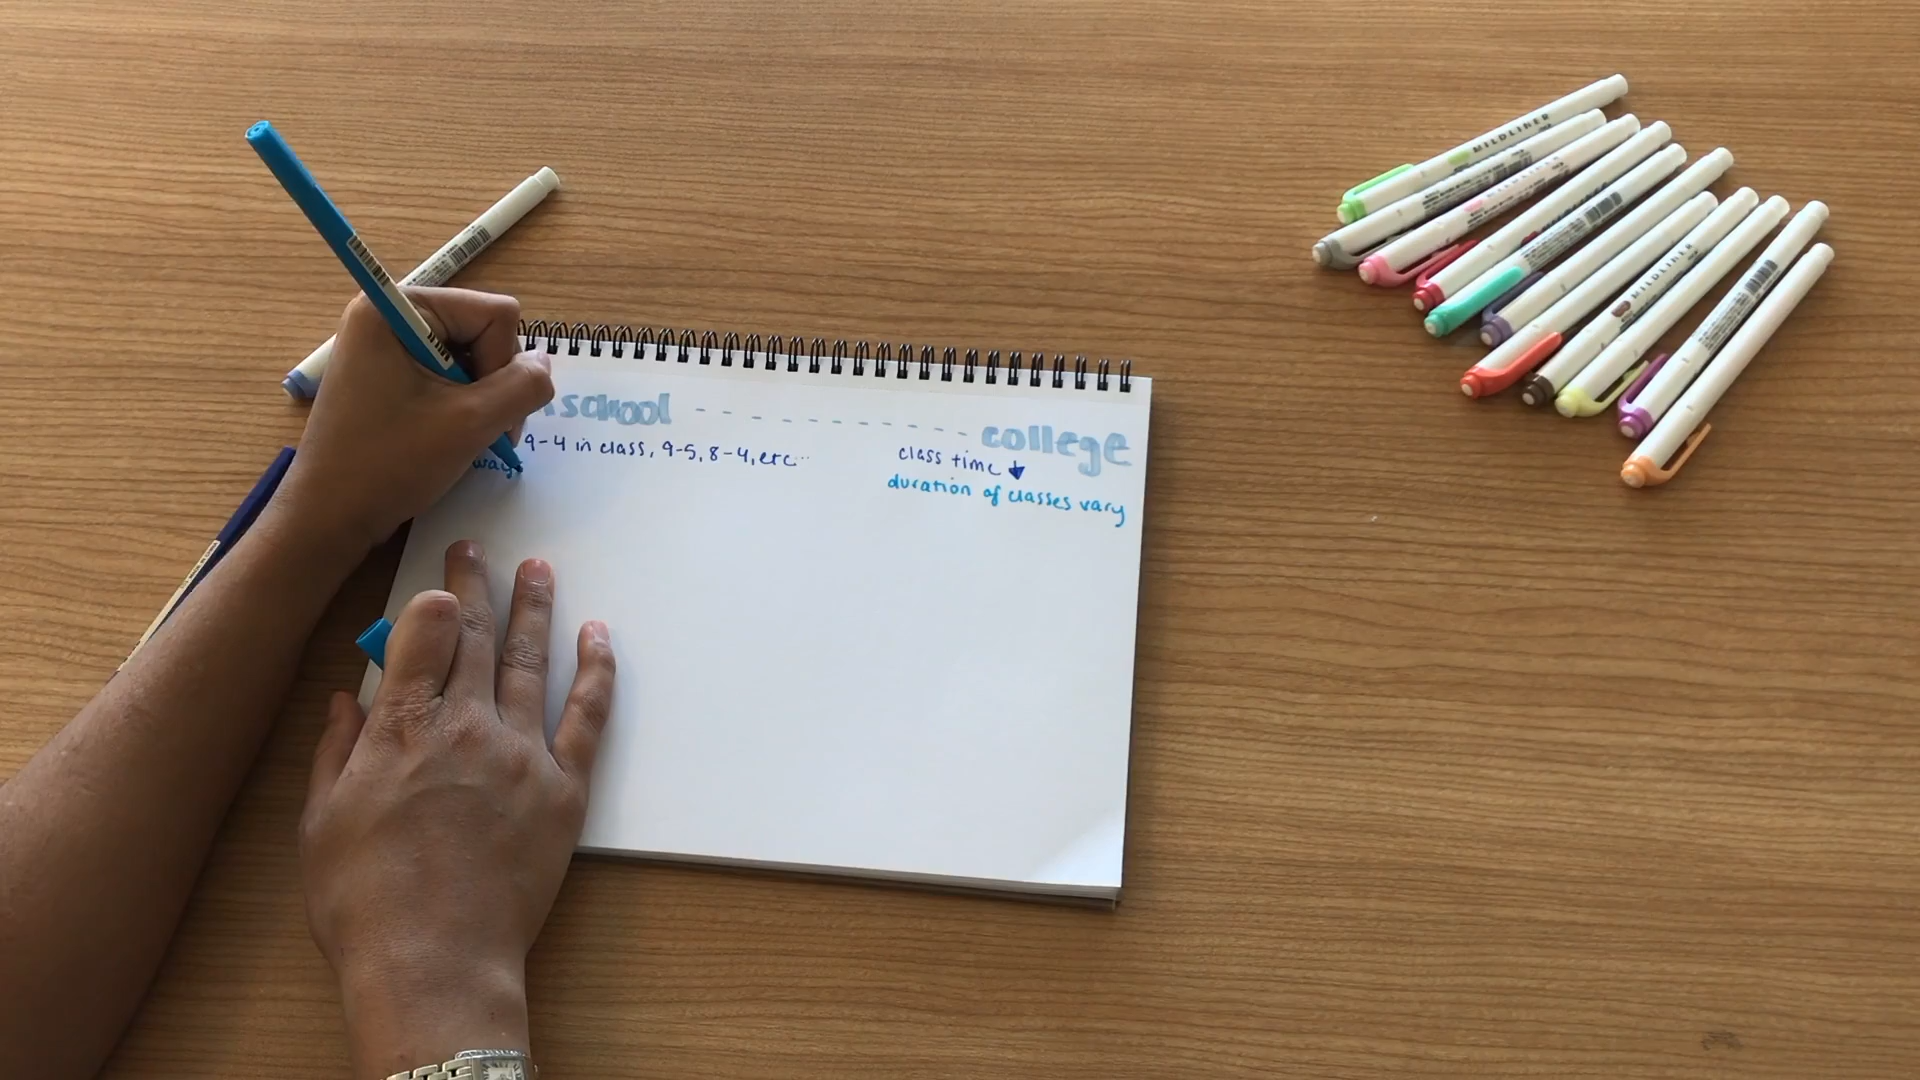 school - - - - - - - - - - college
9-4 in class, 9-5, 8-4, etc...
class time ↓
ways
duration of classes vary
MILDLINER
MILDLINER